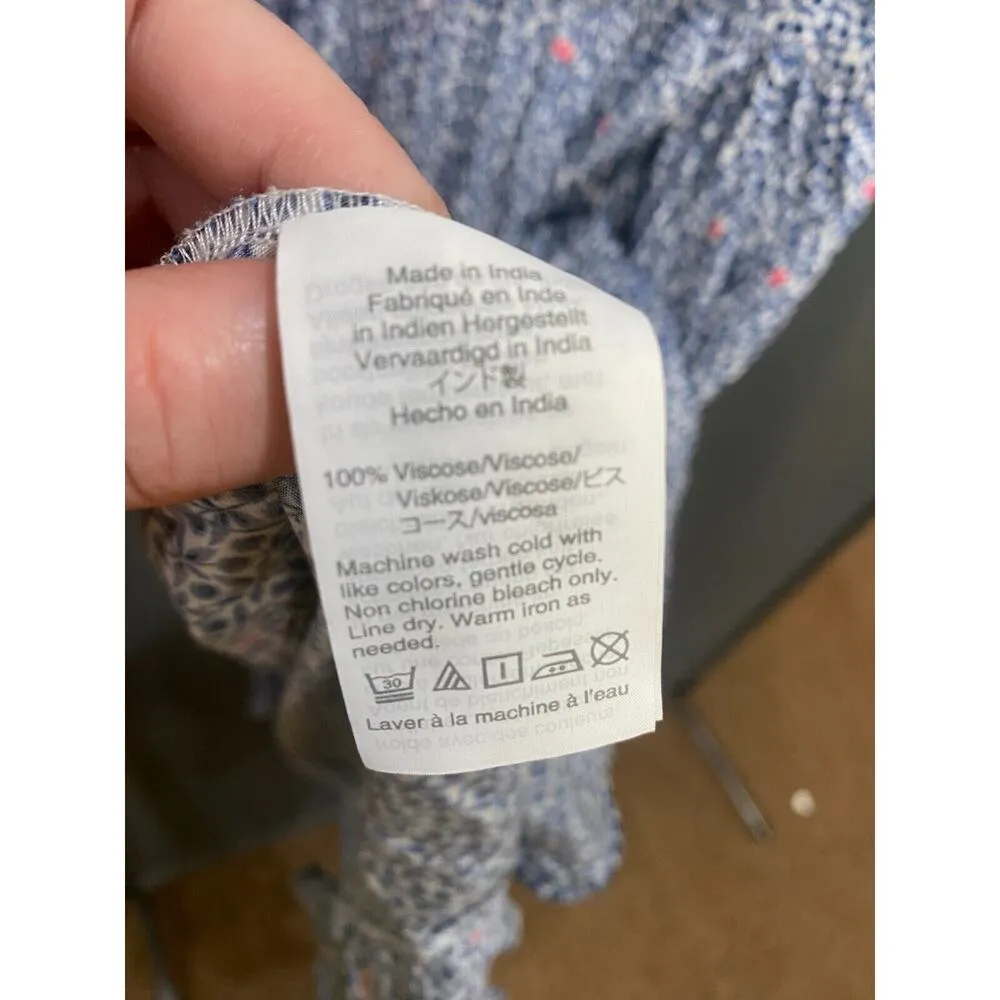 Made in India
Fabriqué en Inde
in Indien Hergestellt
Vervaardigd in India
インド製
Hecho en India
100% Viscose/Viscose/
Viskose/Viscose/ビス
コース/viscosa
Machine wash cold with
like colors, gentle cycle.
Non chlorine bleach only.
Line dry. Warm iron as
needed.
30
Laver à la machine à l'eau